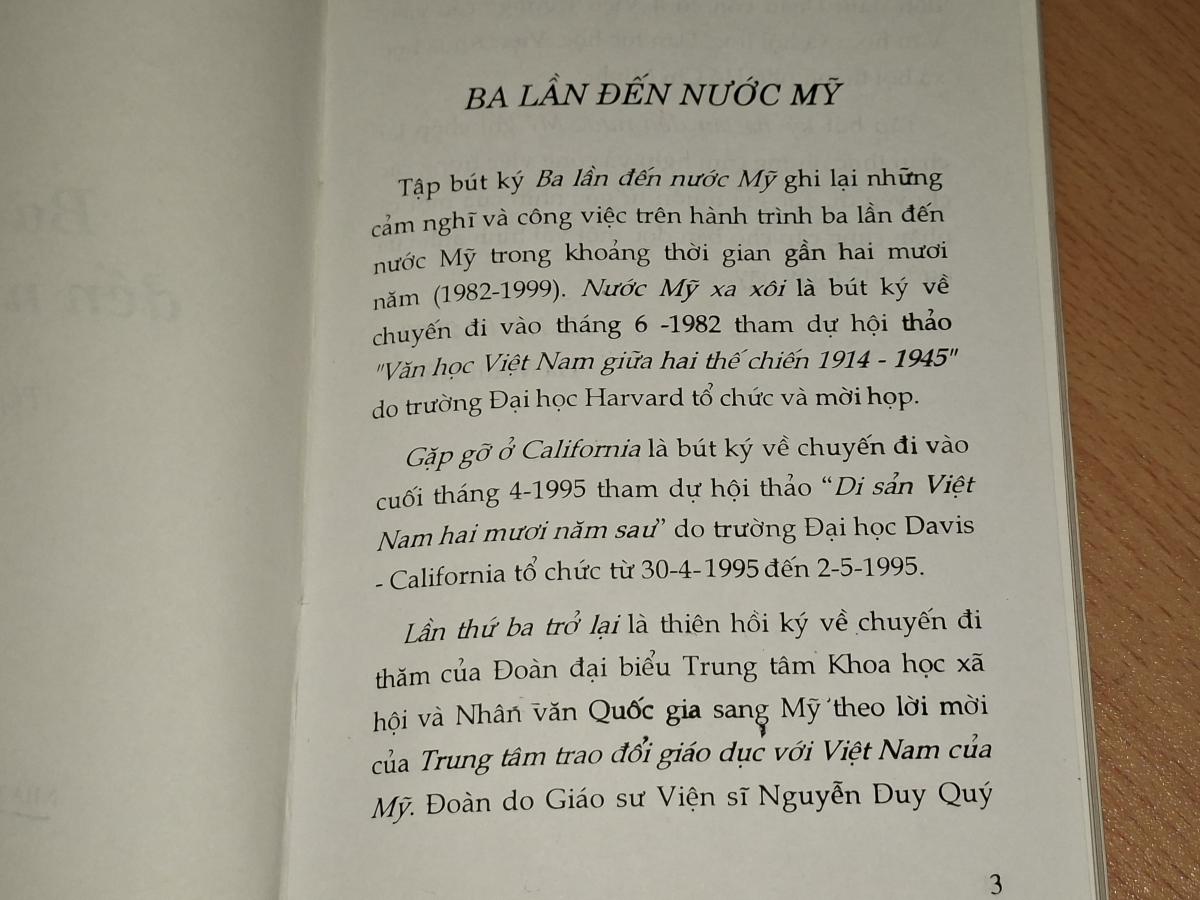 BA LẦN ĐẾN NƯỚC MỸ
Tập bút ký Ba lần đến nước Mỹ ghi lại những
cảm nghĩ và công việc trên hành trình ba lần đến
nước Mỹ trong khoảng thời gian gần hai mươi
năm (1982-1999). Nước Mỹ xa xôi là bút ký về
chuyến đi vào tháng 6 -1982 tham dự hội thảo
"Văn học Việt Nam giữa hai thế chiến 1914 - 1945"
do trường Đại học Harvard tổ chức và mời họp.
Gặp gỡ ở California là bút ký về chuyến đi vào
cuối tháng 4-1995 tham dự hội thảo “Di sản Việt
Nam hai mươi năm sau” do trường Đại học Davis
- California tổ chức từ 30-4-1995 đến 2-5-1995.
Lần thứ ba trở lại là thiên hồi ký về chuyến đi
thăm của Đoàn đại biểu Trung tâm Khoa học xã
hội và Nhân văn Quốc gia sang Mỹ theo lời mời
của Trung tâm trao đổi giáo dục với Việt Nam của
Mỹ. Đoàn do Giáo sư Viện sĩ Nguyễn Duy Quý
3